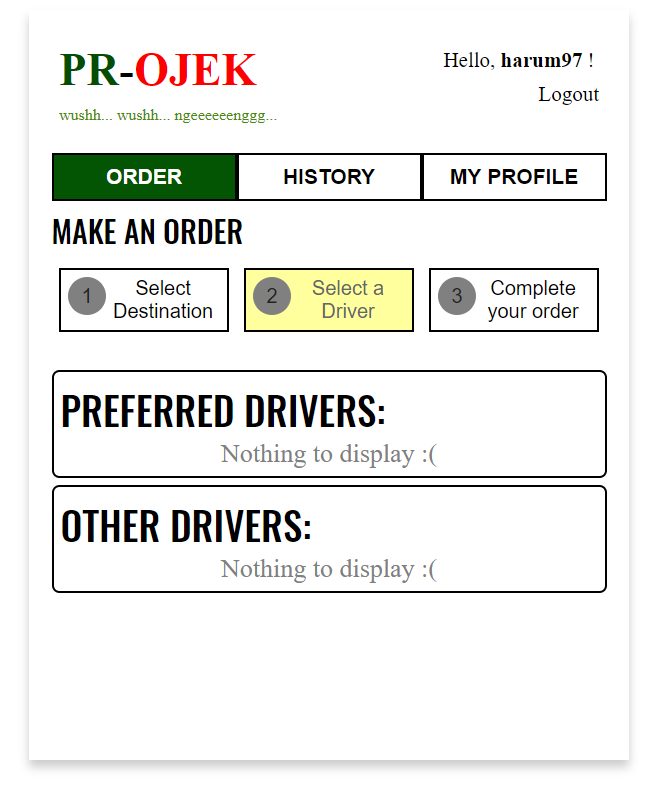 PR-OJEK
Hello, harum97 !
wushh... wushh... ngeeeeeenggg...
Logout
ORDER
HISTORY
MY PROFILE
MAKE AN ORDER
1
Select
Destination
2
Select a
Driver
3
Complete
your order
PREFERRED DRIVERS:
Nothing to display :(
OTHER DRIVERS:
Nothing to display :(